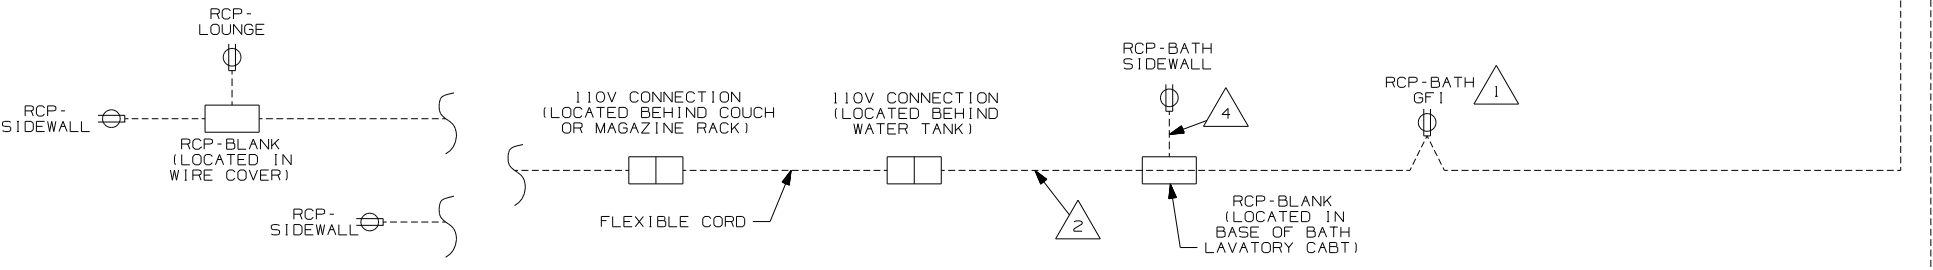 RCP-
LOUNGE
RCP-
SIDEWALL
RCP-BLANK
(LOCATED IN
WIRE COVER)
RCP-
SIDEWALL
110V CONNECTION
(LOCATED BEHIND COUCH
OR MAGAZINE RACK)
FLEXIBLE CORD
110V CONNECTION
(LOCATED BEHIND
WATER TANK)
2
RCP-BATH
SIDEWALL
4
RCP-BLANK
(LOCATED IN
BASE OF BATH
LAVATORY CABT)
RCP-BATH
GFI
1